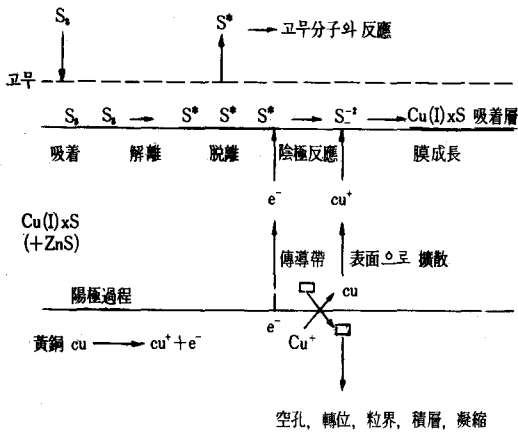 S₈ S* → 고무分子와 反應
고무
S₈ S₈ → S* S* S* → S₋⁻² → Cu(I)xS 吸着層
吸着 解離 脱離 陰極反應 膜成長
e⁻ cu⁺
Cu(I)xS
(+ZnS)
傳導帶 表面으로 擴散
陽極過程 cu
e⁻ Cu⁺
黃銅 cu → cu⁺+e⁻
空孔, 轉位, 粒界, 積層, 凝縮